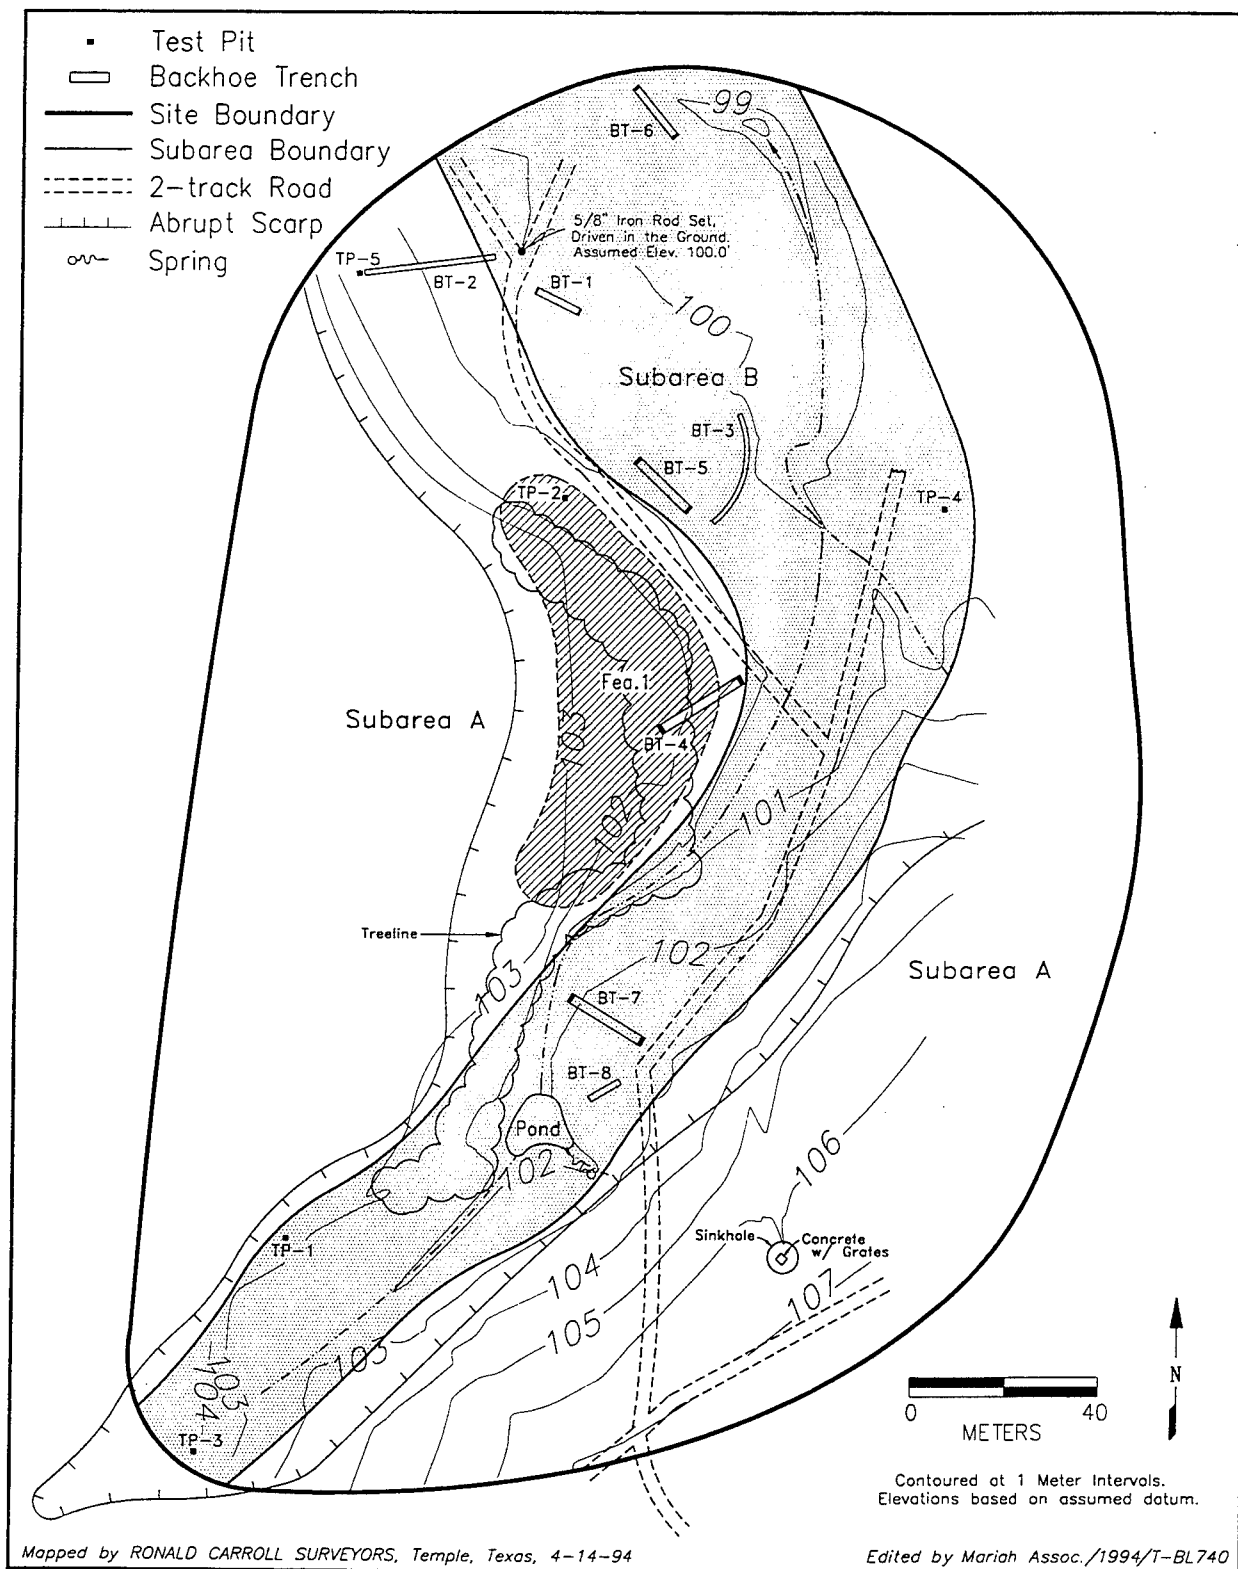 Test Pit
Backhoe Trench
Site Boundary
Subarea Boundary
2-track Road
Abrupt Scarp
Spring
99
BT-6
5/8" Iron Rod Set,
Driven in the Ground.
Assumed Elev. 100.0'
TP-5
BT-2
BT-1
100
Subarea B
BT-3
BT-5
TP-2
TP-4
Fea.1
Subarea A
103
BT-4
102
101
Treeline
103
102
Subarea A
BT-7
BT-8
Pond
102
106
TP-1
Sinkhole
Concrete
w/ Grates
104
107
105
103
103
104
TP-3
N
0 40
METERS
Contoured at 1 Meter Intervals.
Elevations based on assumed datum.
Mapped by RONALD CARROLL SURVEYORS, Temple, Texas, 4-14-94
Edited by Mariah Assoc./1994/T-BL740